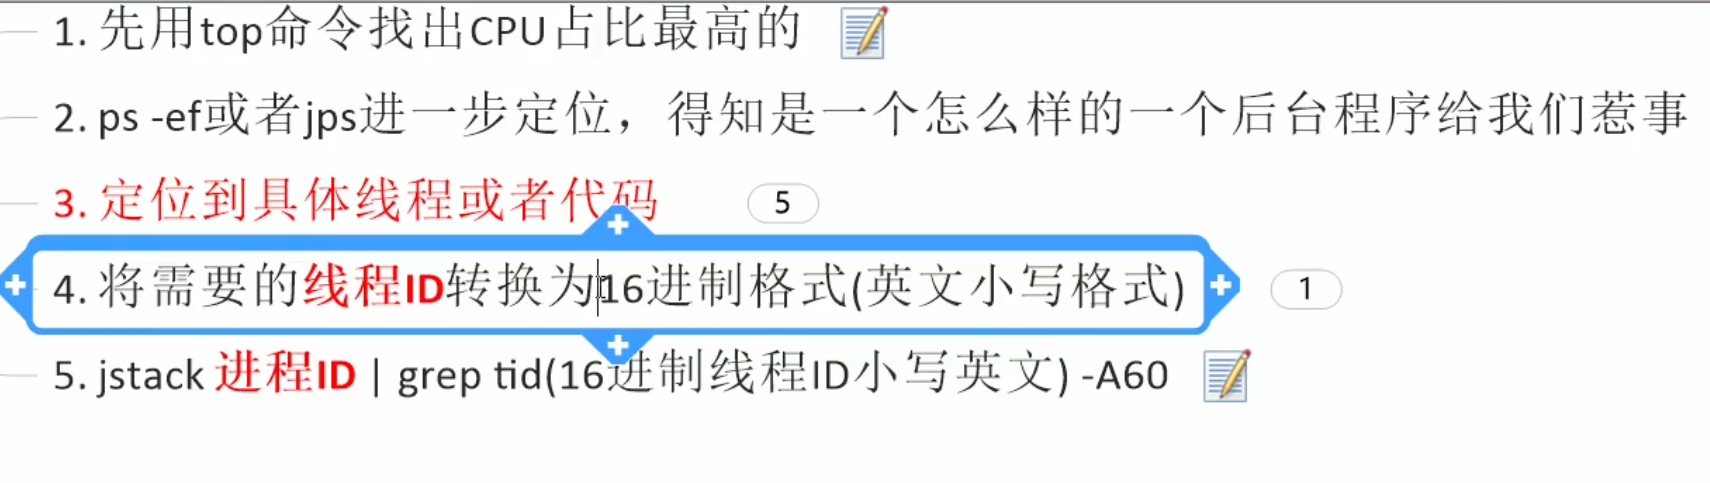 1. 先用top命令找出CPU占比最高的
2. ps -ef或者jps进一步定位，得知是一个怎么样的一个后台程序给我们惹事
3. 定位到具体线程或者代码 5
4. 将需要的线程ID转换为16进制格式(英文小写格式) 1
5. jstack 进程ID | grep tid(16进制线程ID小写英文) -A60